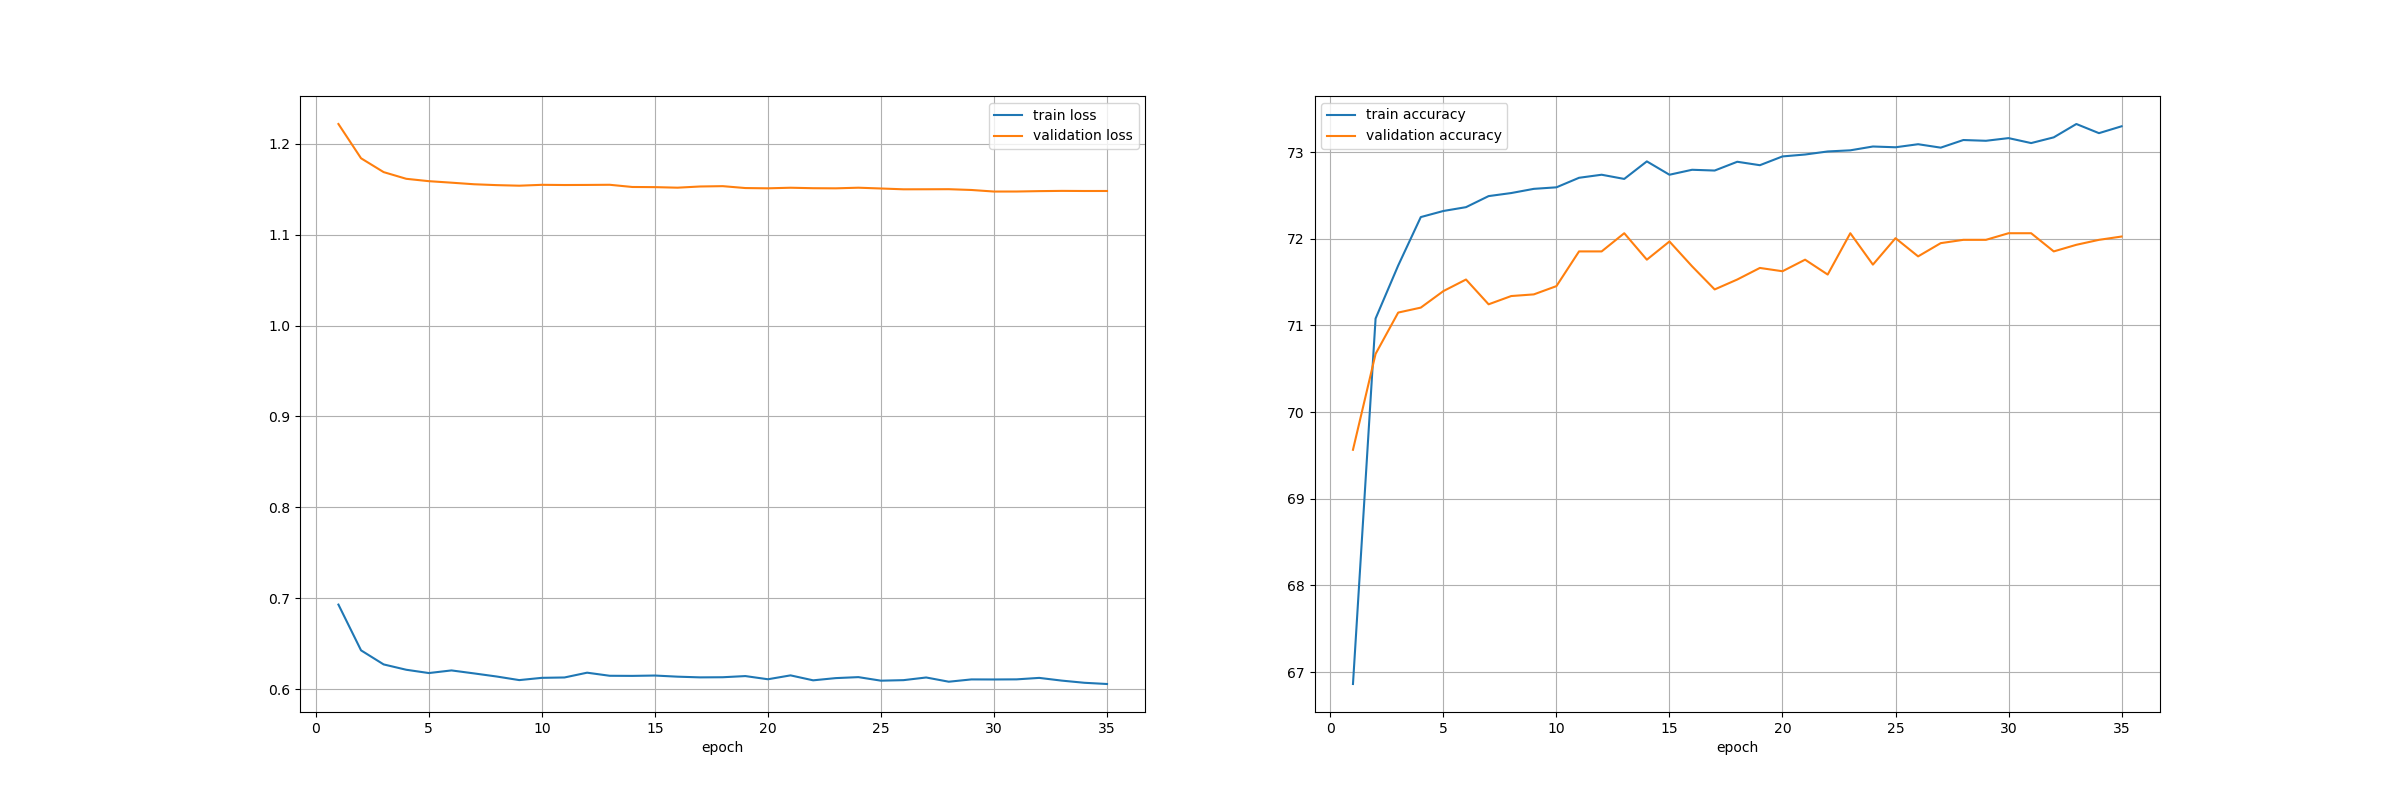 train loss
validation loss
1.2
1.1
1.0
0.9
0.8
0.7
0.6
0 5 10 15 20 25 30 35
epoch
train accuracy
validation accuracy
73
72
71
70
69
68
67
0 5 10 15 20 25 30 35
epoch